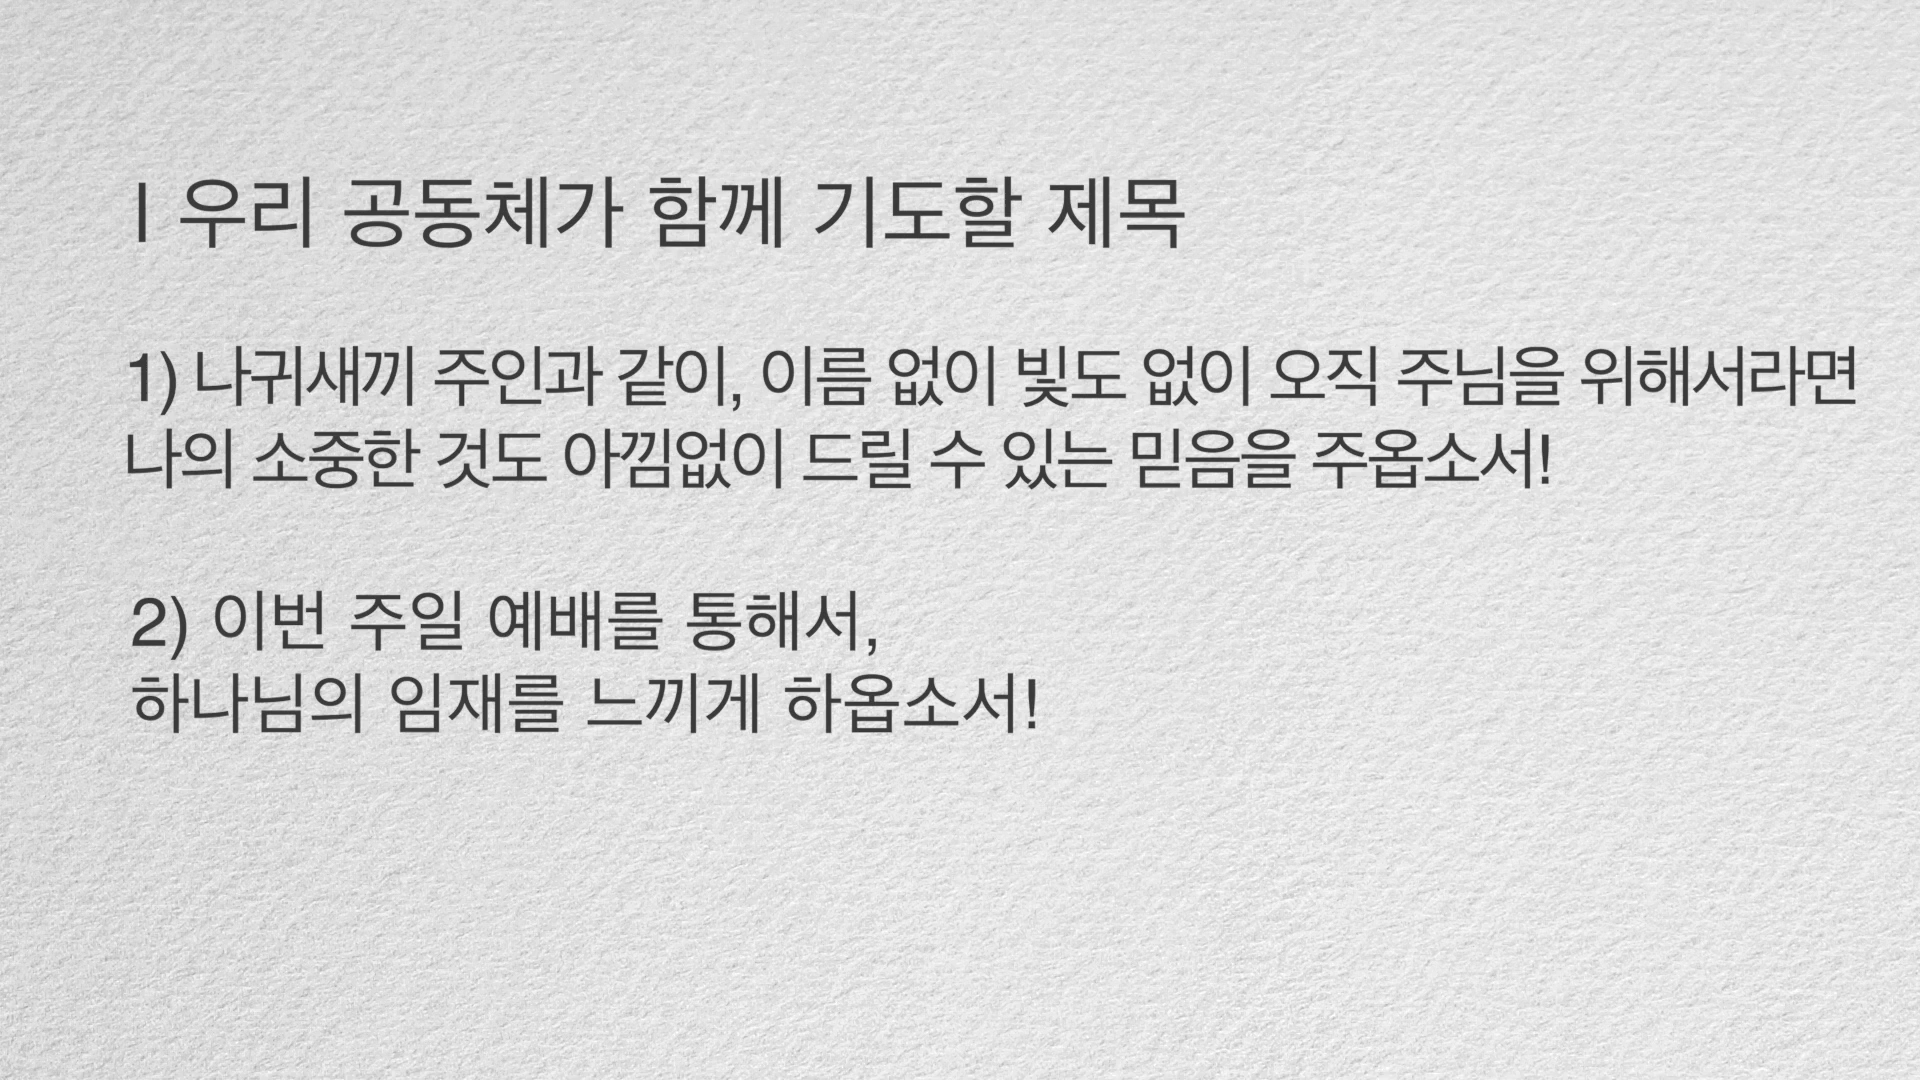 | 우리 공동체가 함께 기도할 제목
1) 나귀새끼 주인과 같이, 이름 없이 빛도 없이 오직 주님을 위해서라면
나의 소중한 것도 아낌없이 드릴 수 있는 믿음을 주옵소서!
2) 이번 주일 예배를 통해서,
하나님의 임재를 느끼게 하옵소서!